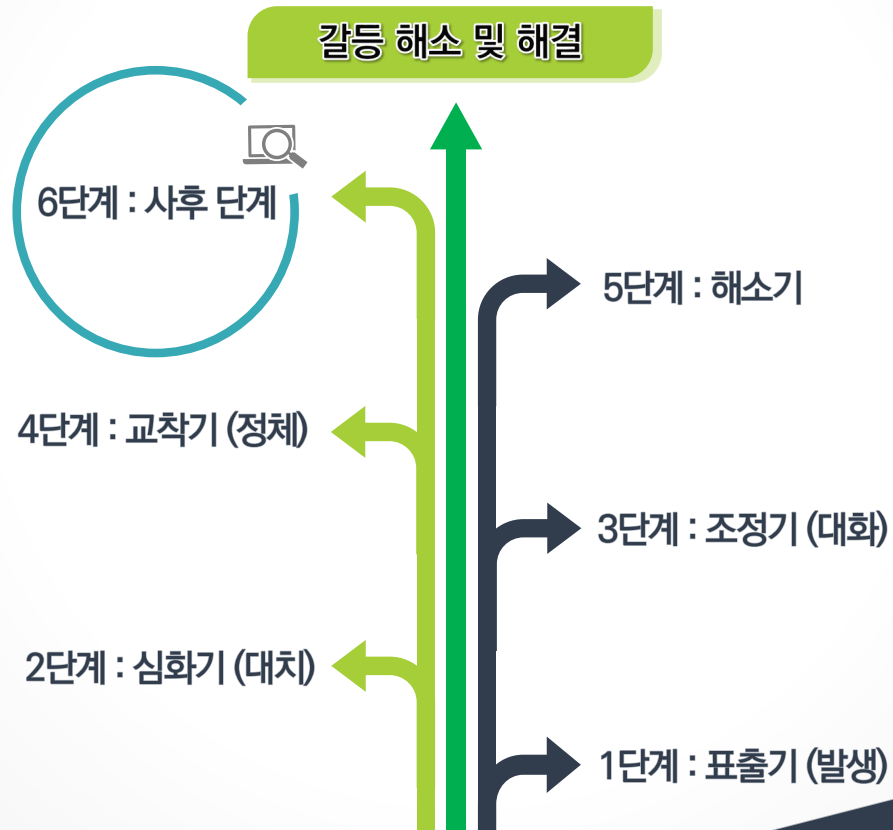 갈등 해소 및 해결
6단계 : 사후 단계
5단계 : 해소기
4단계 : 교착기 (정체)
3단계 : 조정기 (대화)
2단계 : 심화기 (대치)
1단계 : 표출기 (발생)